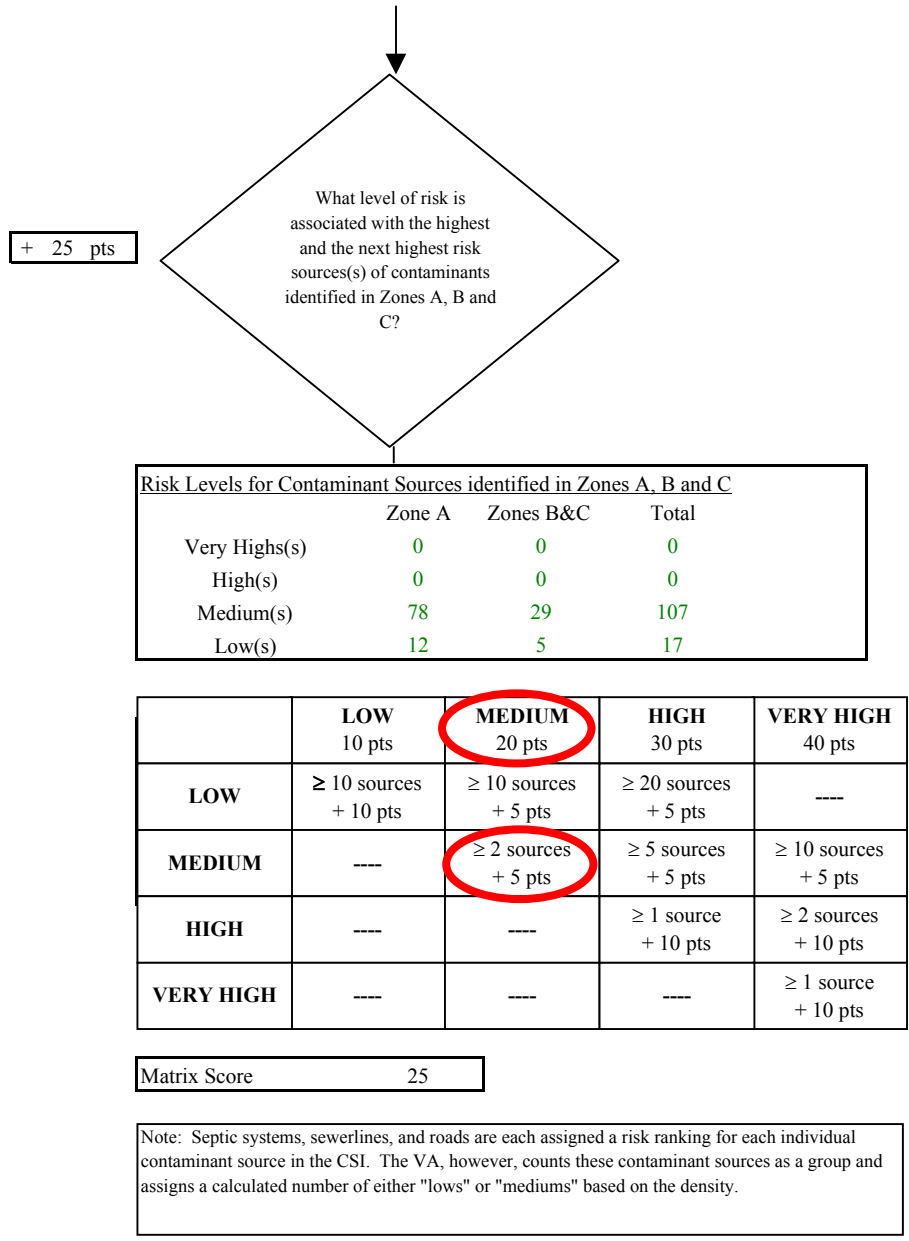 What level of risk is
associated with the highest
and the next highest risk
sources(s) of contaminants
identified in Zones A, B and
C?
+ 25 pts
Risk Levels for Contaminant Sources identified in Zones A, B and C
Zone A Zones B&C Total
Very Highs(s) 0 0 0
High(s) 0 0 0
Medium(s) 78 29 107
Low(s) 12 5 17
LOW MEDIUM HIGH VERY HIGH
10 pts 20 pts 30 pts 40 pts
LOW ≥ 10 sources ≥ 10 sources ≥ 20 sources ----
+ 10 pts + 5 pts + 5 pts
MEDIUM ---- ≥ 2 sources ≥ 5 sources ≥ 10 sources
+ 5 pts + 5 pts + 5 pts
HIGH ---- ---- ≥ 1 source ≥ 2 sources
+ 10 pts + 10 pts
VERY HIGH ---- ---- ---- ≥ 1 source
+ 10 pts
Matrix Score 25
Note: Septic systems, sewerlines, and roads are each assigned a risk ranking for each individual
contaminant source in the CSI. The VA, however, counts these contaminant sources as a group and
assigns a calculated number of either "lows" or "mediums" based on the density.